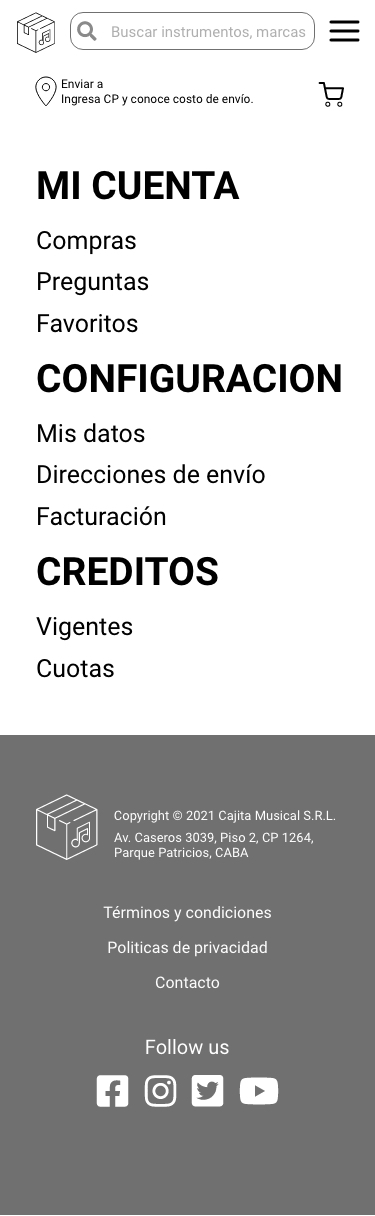 Buscar instrumentos, marcas
Enviar a
Ingresa CP y conoce costo de envío.
MI CUENTA
Compras
Preguntas
Favoritos
CONFIGURACION
Mis datos
Direcciones de envío
Facturación
CREDITOS
Vigentes
Cuotas
Copyright © 2021 Cajita Musical S.R.L.
Av. Caseros 3039, Piso 2, CP 1264,
Parque Patricios, CABA
Términos y condiciones
Politicas de privacidad
Contacto
Follow us